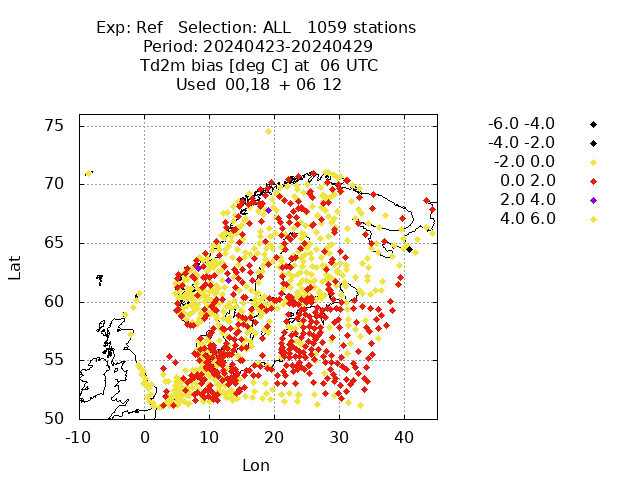 Exp: Ref   Selection: ALL   1059 stations
Period: 20240423-20240429
Td2m bias [deg C] at  06 UTC
Used  00,18  + 06 12
-6.0 -4.0
-4.0 -2.0
-2.0 0.0
0.0 2.0
2.0 4.0
4.0 6.0
75
70
65
60
55
50
Lat
-10 0 10 20 30 40
Lon